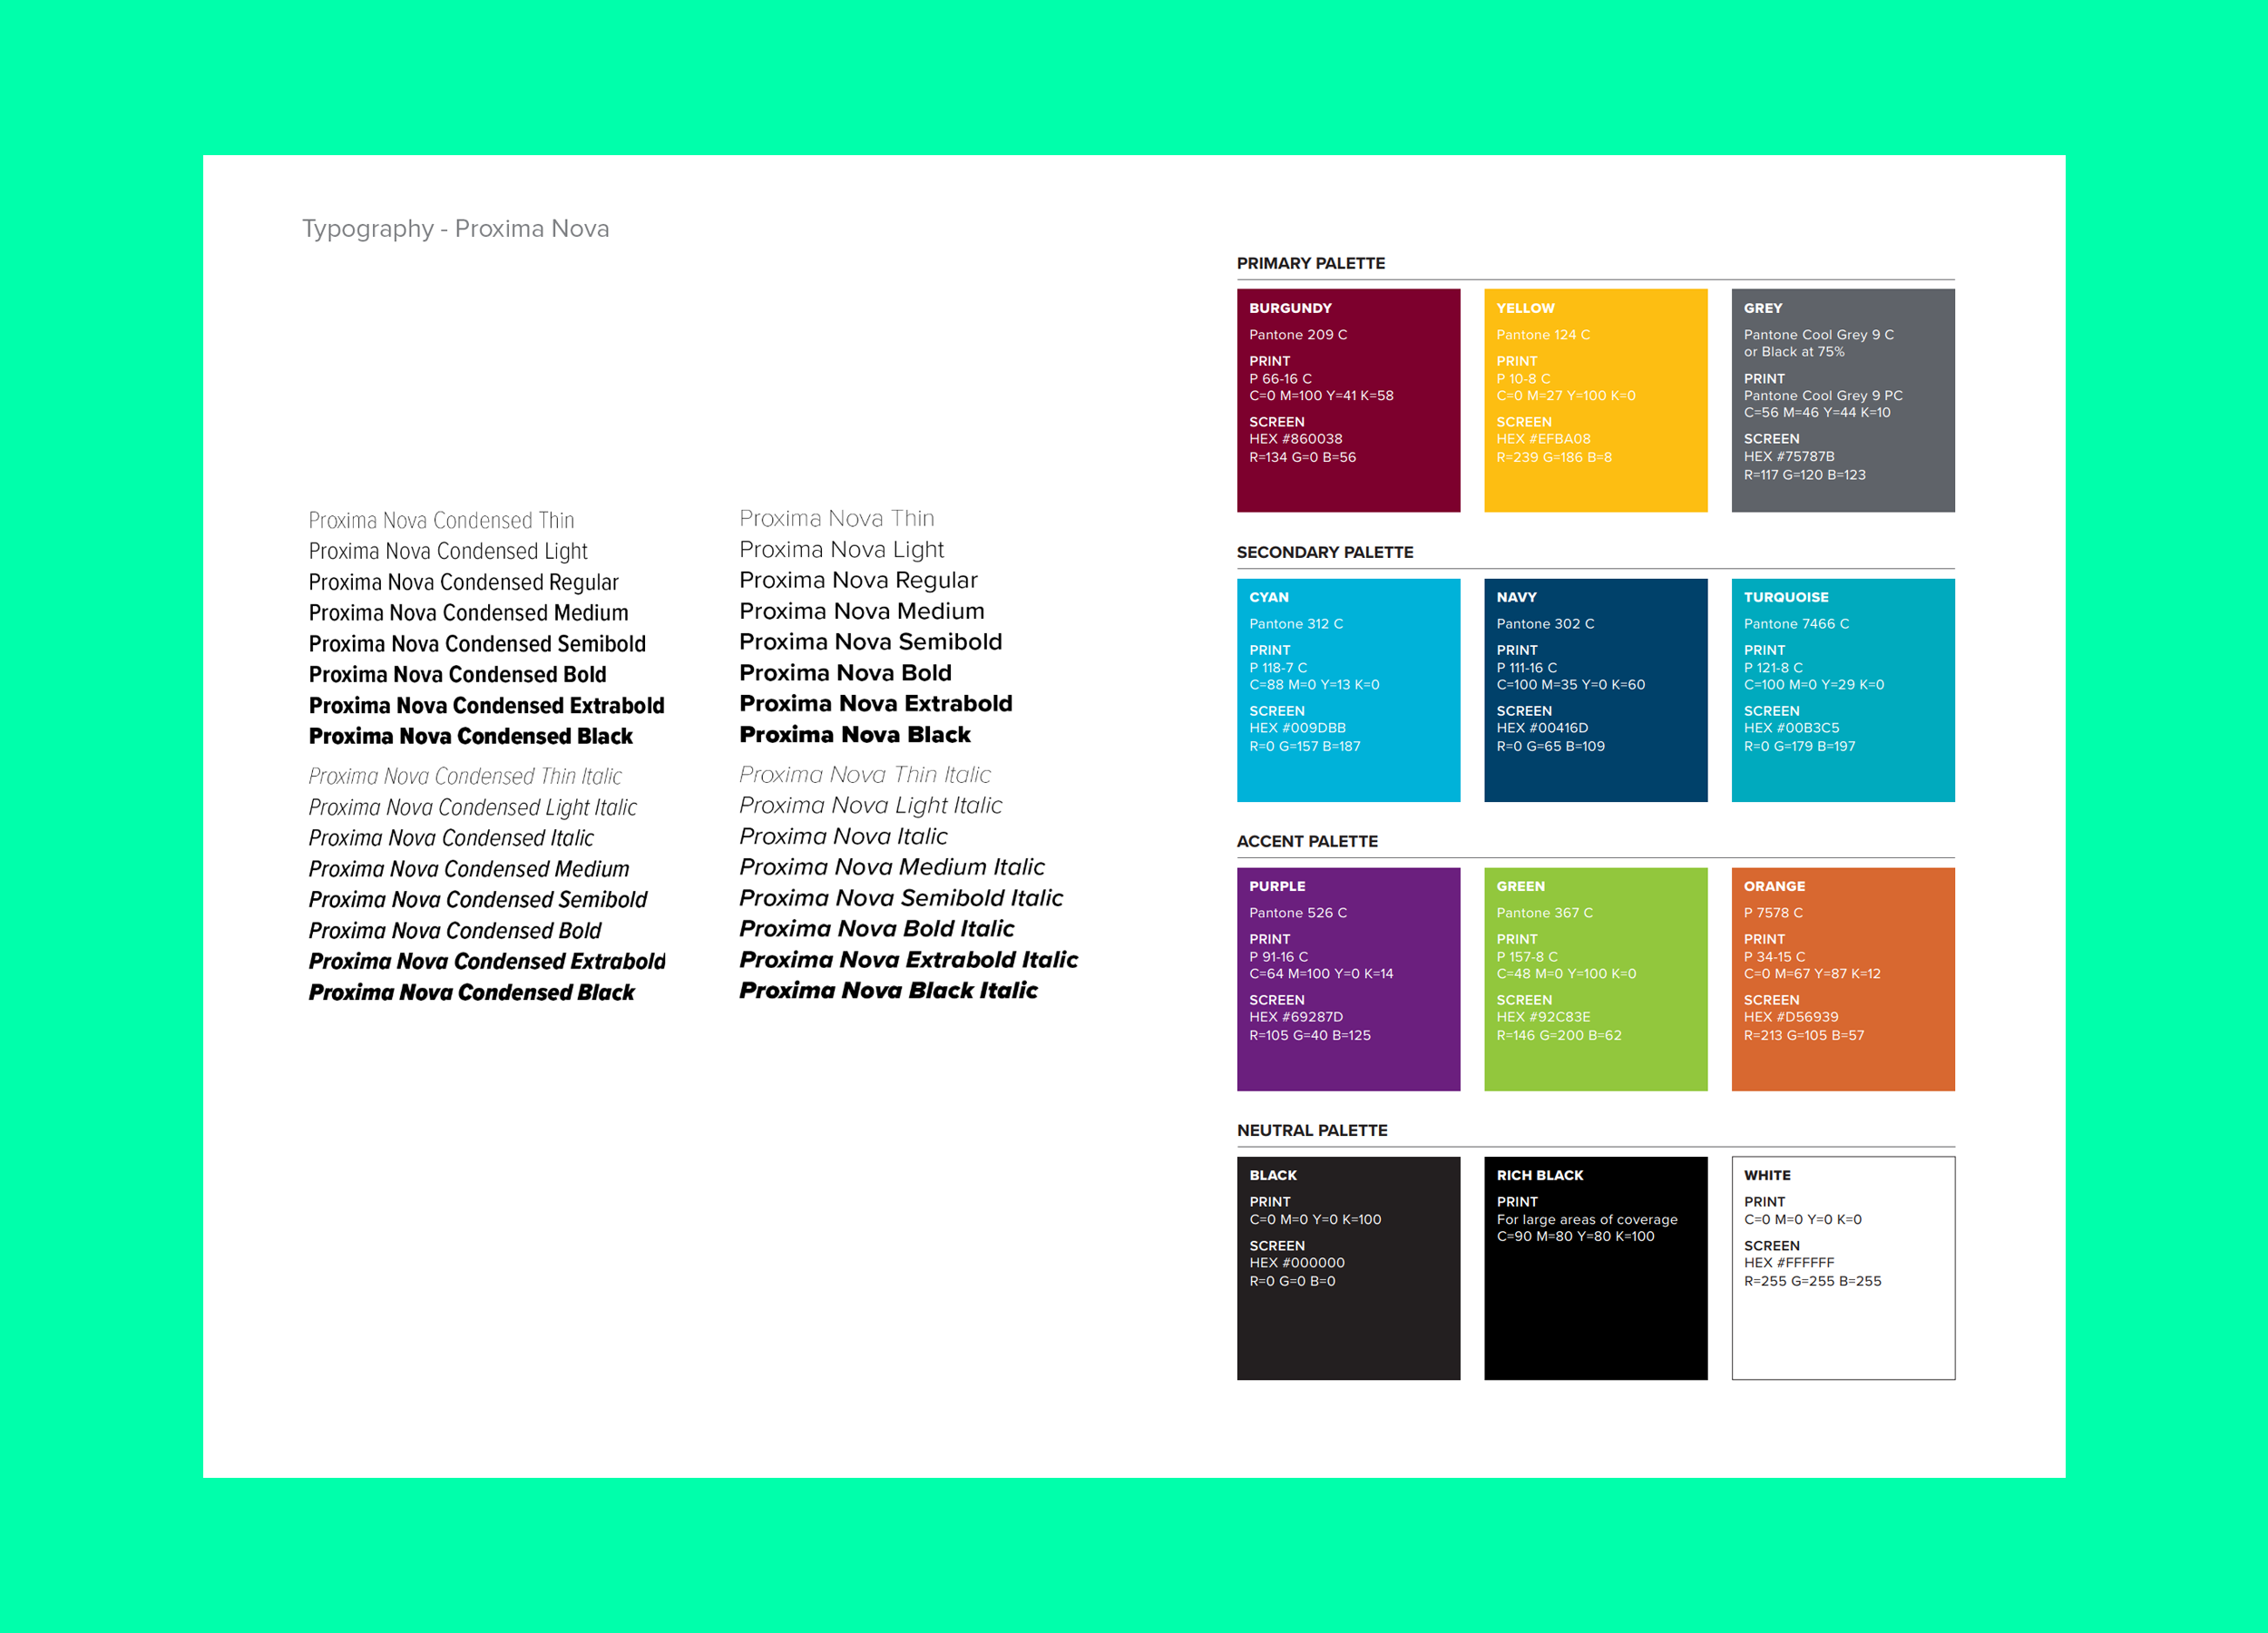 Typography - Proxima Nova
Proxima Nova Condensed Thin
Proxima Nova Condensed Light
Proxima Nova Condensed Regular
Proxima Nova Condensed Medium
Proxima Nova Condensed Semibold
Proxima Nova Condensed Bold
Proxima Nova Condensed Extrabold
Proxima Nova Condensed Black
Proxima Nova Condensed Thin Italic
Proxima Nova Condensed Light Italic
Proxima Nova Condensed Italic
Proxima Nova Condensed Medium
Proxima Nova Condensed Semibold
Proxima Nova Condensed Bold
Proxima Nova Condensed Extrabold
Proxima Nova Condensed Black
Proxima Nova Thin
Proxima Nova Light
Proxima Nova Regular
Proxima Nova Medium
Proxima Nova Semibold
Proxima Nova Bold
Proxima Nova Extrabold
Proxima Nova Black
Proxima Nova Thin Italic
Proxima Nova Light Italic
Proxima Nova Italic
Proxima Nova Medium Italic
Proxima Nova Semibold Italic
Proxima Nova Bold Italic
Proxima Nova Extrabold Italic
Proxima Nova Black Italic
PRIMARY PALETTE
BURGUNDY
Pantone 209 C
PRINT
P 66-16 C
C=0 M=100 Y=41 K=58
SCREEN
HEX #860038
R=134 G=0 B=56
YELLOW
Pantone 124 C
PRINT
P 10-8 C
C=0 M=27 Y=100 K=0
SCREEN
HEX #EFBA08
R=239 G=186 B=8
GREY
Pantone Cool Grey 9 C
or Black at 75%
PRINT
Pantone Cool Grey 9 PC
C=56 M=46 Y=44 K=10
SCREEN
HEX #75787B
R=117 G=120 B=123
SECONDARY PALETTE
CYAN
Pantone 312 C
PRINT
P 118-7 C
C=88 M=0 Y=13 K=0
SCREEN
HEX #009DBB
R=0 G=157 B=187
NAVY
Pantone 302 C
PRINT
P 111-16 C
C=100 M=35 Y=0 K=60
SCREEN
HEX #00416D
R=0 G=65 B=109
TURQUOISE
Pantone 7466 C
PRINT
P 121-8 C
C=100 M=0 Y=29 K=0
SCREEN
HEX #00B3C5
R=0 G=179 B=197
ACCENT PALETTE
PURPLE
Pantone 526 C
PRINT
P 91-16 C
C=64 M=100 Y=0 K=14
SCREEN
HEX #69287D
R=105 G=40 B=125
GREEN
Pantone 367 C
PRINT
P 157-8 C
C=48 M=0 Y=100 K=0
SCREEN
HEX #92C83E
R=146 G=200 B=62
ORANGE
P 7578 C
PRINT
P 34-15 C
C=0 M=67 Y=87 K=12
SCREEN
HEX #D56939
R=213 G=105 B=57
NEUTRAL PALETTE
BLACK
PRINT
C=0 M=0 Y=0 K=100
SCREEN
HEX #000000
R=0 G=0 B=0
RICH BLACK
PRINT
For large areas of coverage
C=90 M=80 Y=80 K=100
WHITE
PRINT
C=0 M=0 Y=0 K=0
SCREEN
HEX #FFFFFF
R=255 G=255 B=255